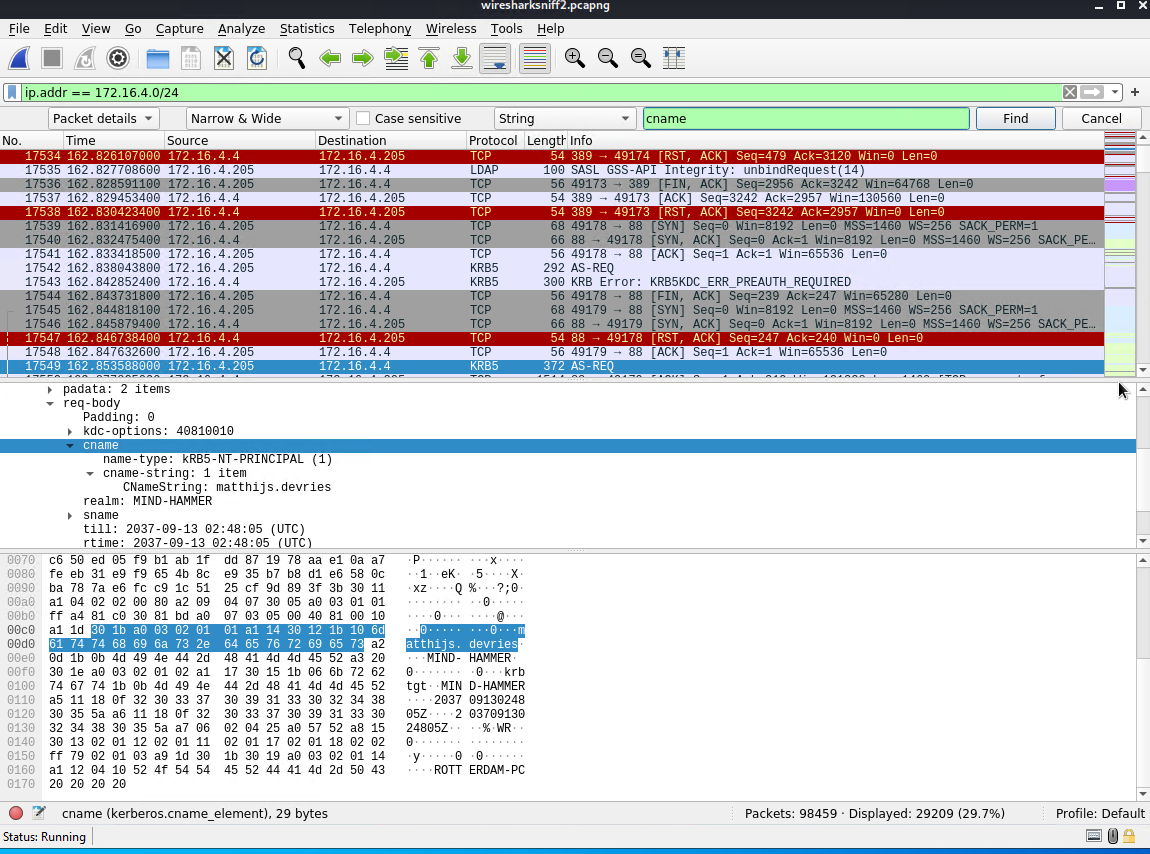 wiresharksniff2.pcapng
File Edit View Go Capture Analyze Statistics Telephony Wireless Tools Help
ip.addr == 172.16.4.0/24
Packet details Narrow & Wide Case sensitive String cname Find Cancel
No. Time Source Destination Protocol Length Info
17534 162.826107000 172.16.4.4 172.16.4.205 TCP 54 389 → 49174 [RST, ACK] Seq=479 Ack=3120 Win=0 Len=0
17535 162.827708600 172.16.4.205 172.16.4.4 LDAP 100 SASL GSS-API Integrity: unbindRequest(14)
17536 162.828591100 172.16.4.205 172.16.4.4 TCP 56 49173 → 389 [FIN, ACK] Seq=2956 Ack=3242 Win=64768 Len=0
17537 162.829453400 172.16.4.4 172.16.4.205 TCP 54 389 → 49173 [ACK] Seq=3242 Ack=2957 Win=130560 Len=0
17538 162.830423400 172.16.4.4 172.16.4.205 TCP 54 389 → 49173 [RST, ACK] Seq=3242 Ack=2957 Win=0 Len=0
17539 162.831416900 172.16.4.205 172.16.4.4 TCP 68 49178 → 88 [SYN] Seq=0 Win=8192 Len=0 MSS=1460 WS=256 SACK_PERM=1
17540 162.832475400 172.16.4.4 172.16.4.205 TCP 66 88 → 49178 [SYN, ACK] Seq=0 Ack=1 Win=8192 Len=0 MSS=1460 WS=256 SACK_PE…
17541 162.833418500 172.16.4.205 172.16.4.4 TCP 56 49178 → 88 [ACK] Seq=1 Ack=1 Win=65536 Len=0
17542 162.838043800 172.16.4.205 172.16.4.4 KRB5 292 AS-REQ
17543 162.842852400 172.16.4.4 172.16.4.205 KRB5 300 KRB Error: KRB5KDC_ERR_PREAUTH_REQUIRED
17544 162.843731800 172.16.4.205 172.16.4.4 TCP 56 49178 → 88 [FIN, ACK] Seq=239 Ack=247 Win=65280 Len=0
17545 162.844818100 172.16.4.205 172.16.4.4 TCP 68 49179 → 88 [SYN] Seq=0 Win=8192 Len=0 MSS=1460 WS=256 SACK_PERM=1
17546 162.845879400 172.16.4.4 172.16.4.205 TCP 66 88 → 49179 [SYN, ACK] Seq=0 Ack=1 Win=8192 Len=0 MSS=1460 WS=256 SACK_PE…
17547 162.846738400 172.16.4.4 172.16.4.205 TCP 54 88 → 49178 [RST, ACK] Seq=247 Ack=240 Win=0 Len=0
17548 162.847632600 172.16.4.205 172.16.4.4 TCP 56 49179 → 88 [ACK] Seq=1 Ack=1 Win=65536 Len=0
17549 162.853588000 172.16.4.205 172.16.4.4 KRB5 372 AS-REQ
padata: 2 items
req-body
Padding: 0
kdc-options: 40810010
cname
name-type: kRB5-NT-PRINCIPAL (1)
cname-string: 1 item
CNameString: matthijs.devries
realm: MIND-HAMMER
sname
till: 2037-09-13 02:48:05 (UTC)
rtime: 2037-09-13 02:48:05 (UTC)
0070 c6 50 ed 05 f9 b1 ab 1f dd 87 19 78 aa e1 0a a7 ·P······ ···x····
0080 fe eb 31 e9 f9 65 4b 8c e9 35 b7 b8 d1 e6 58 0c ··1··eK· ·5····X·
0090 ba 78 7a e6 fc c9 1c 51 25 cf 9d 89 3f 3b 30 11 ·xz····Q %···?;0·
00a0 a1 04 02 02 00 80 a2 09 04 07 30 05 a0 03 01 01 ········ ··0·····
00b0 ff a4 81 c0 30 81 bd a0 07 03 05 00 40 81 00 10 ····0··· ····@···
00c0 a1 1d 30 1b a0 03 02 01 01 a1 14 30 12 1b 10 6d ··0····· ···0···m
00d0 61 74 74 68 69 6a 73 2e 64 65 76 72 69 65 73 a2 atthijs. devries·
00e0 0d 1b 0b 4d 49 4e 44 2d 48 41 4d 4d 45 52 a3 20 ···MIND- HAMMER·
00f0 30 1e a0 03 02 01 02 a1 17 30 15 1b 06 6b 72 62 0······· ·0···krb
0100 74 67 74 1b 0b 4d 49 4e 44 2d 48 41 4d 4d 45 52 tgt··MIN D-HAMMER
0110 a5 11 18 0f 32 30 33 37 30 39 31 33 30 32 34 38 ····2037 09130248
0120 30 35 5a a6 11 18 0f 32 30 33 37 30 39 31 33 30 05Z····2 03709130
0130 32 34 38 30 35 5a a7 06 02 04 25 a0 57 52 a8 15 24805Z·· ··%·WR··
0140 30 13 02 01 12 02 01 11 02 01 17 02 01 18 02 02 0······· ········
0150 ff 79 02 01 03 a9 1d 30 1b 30 19 a0 03 02 01 14 ·y·····0 ·0······
0160 a1 12 04 10 52 4f 54 54 45 52 44 41 4d 2d 50 43 ····ROTT ERDAM-PC
0170 20 20 20 20
cname (kerberos.cname_element), 29 bytes Packets: 98459 · Displayed: 29209 (29.7%) Profile: Default
Status: Running